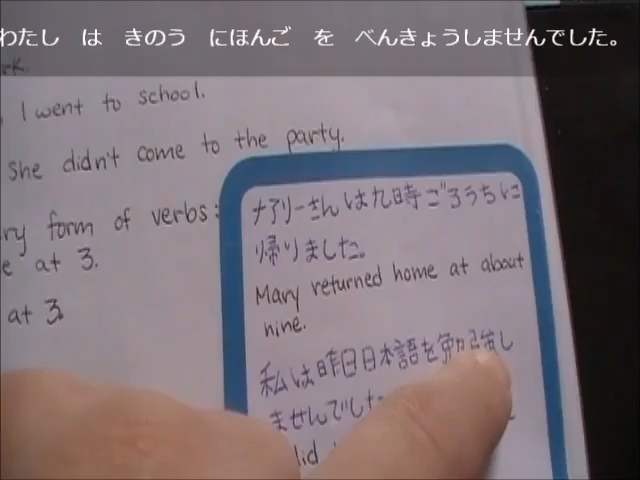 わたし は きのう にほんご を べんきょうしませんでした。
I went to school.
she didn't come to the party.
form of verbs:
at 3.
at 3
メアリーさんは九時ごろうちに
帰りました。
Mary returned home at about
nine.
私は昨日日本語を勉強し
ませんでした